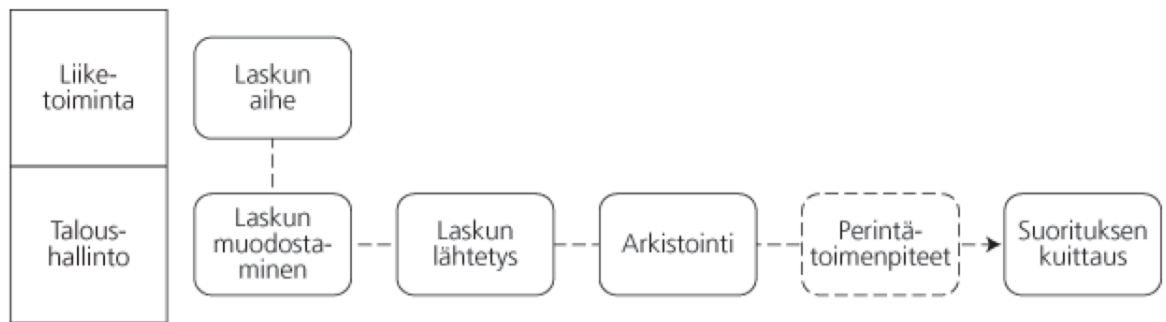 Liike-
toiminta
Laskun
aihe
Talous-
hallinto
Laskun
muodosta-
minen
Laskun
lähtetys
Arkistointi
Perintä-
toimenpiteet
Suorituksen
kuittaus